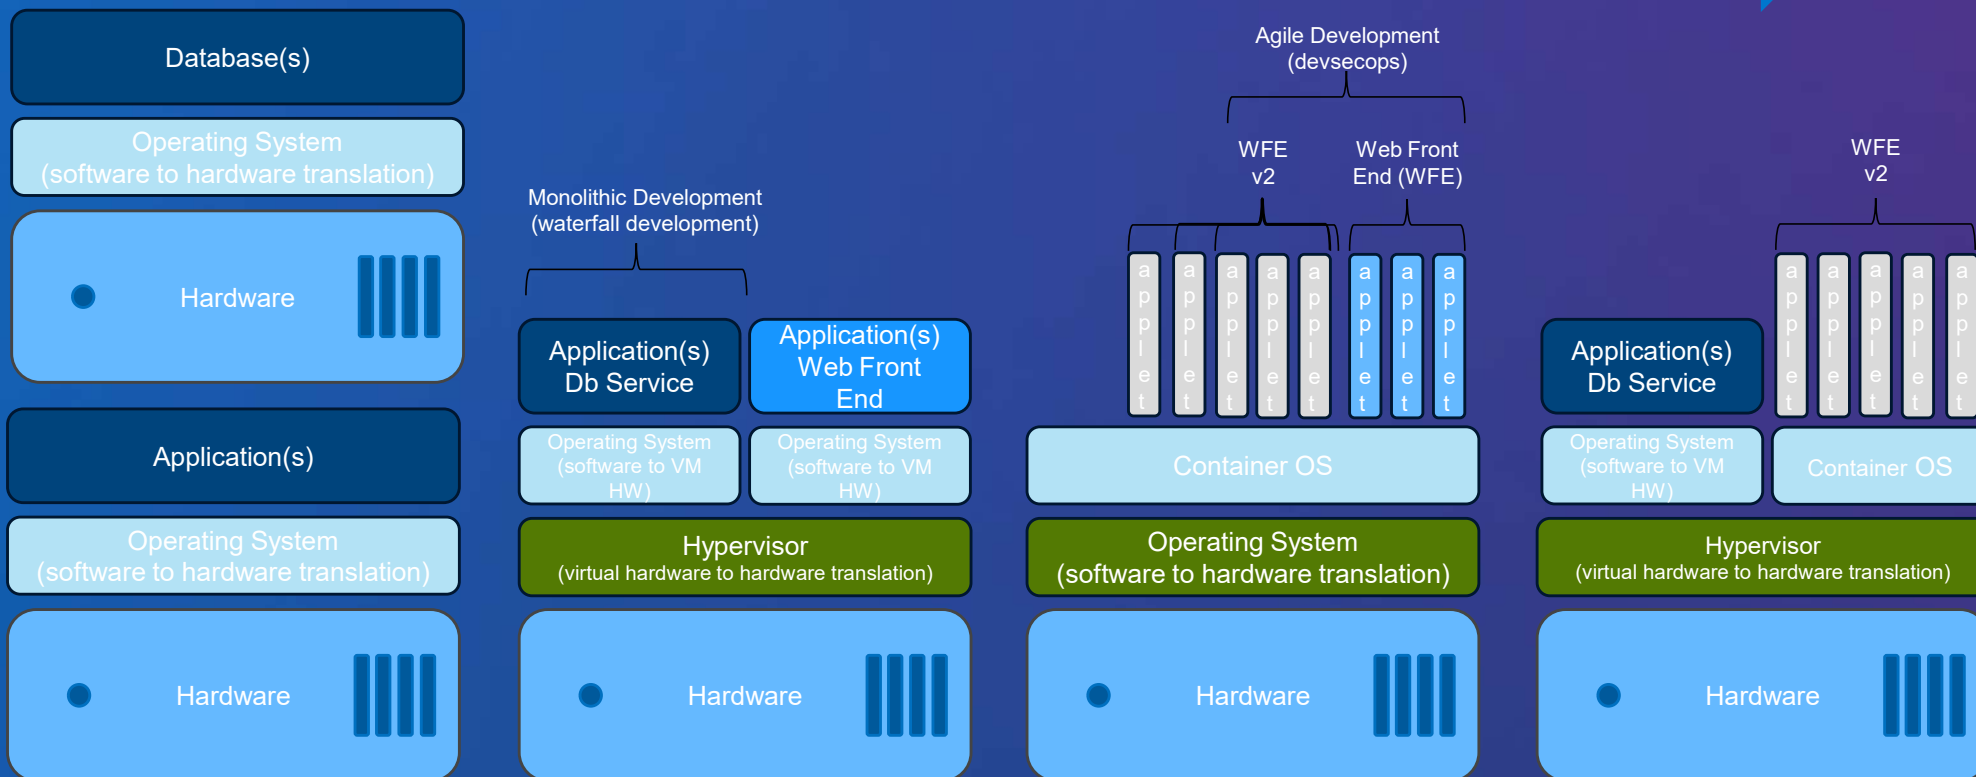 Database(s)
Operating System
(software to hardware translation)
Hardware
Application(s)
Operating System
(software to hardware translation)
Hardware
Monolithic Development
(waterfall development)
Application(s)
Db Service
Application(s)
Web Front
End
Operating System
(software to VM
HW)
Operating System
(software to VM
HW)
Hypervisor
(virtual hardware to hardware translation)
Hardware
Agile Development
(devsecops)
WFE
v2
Web Front
End (WFE)
applet
applet
applet
applet
applet
applet
applet
applet
Container OS
Operating System
(software to hardware translation)
Hardware
WFE
v2
Application(s)
Db Service
applet
applet
applet
applet
applet
Operating System
(software to VM
HW)
Container OS
Hypervisor
(virtual hardware to hardware translation)
Hardware